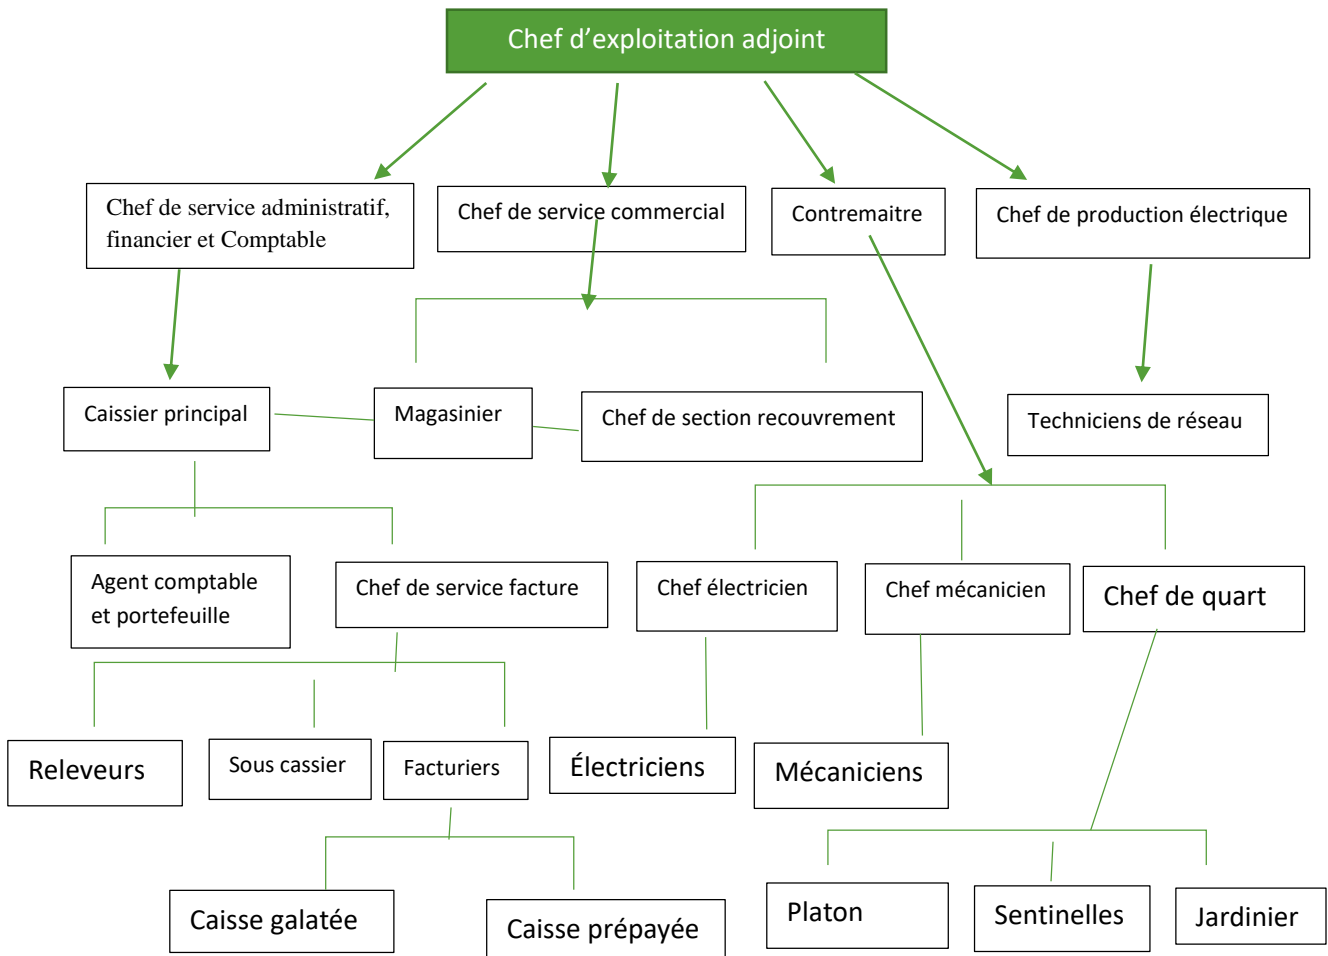 Chef d’exploitation adjoint
Chef de service administratif,
financier et Comptable
Chef de service commercial
Contremaitre
Chef de production électrique
Caissier principal
Magasinier
Chef de section recouvrement
Techniciens de réseau
Agent comptable
et portefeuille
Chef de service facture
Chef électricien
Chef mécanicien
Chef de quart
Releveurs
Sous cassier
Facturiers
Électriciens
Mécaniciens
Caisse galatée
Caisse prépayée
Platon
Sentinelles
Jardinier